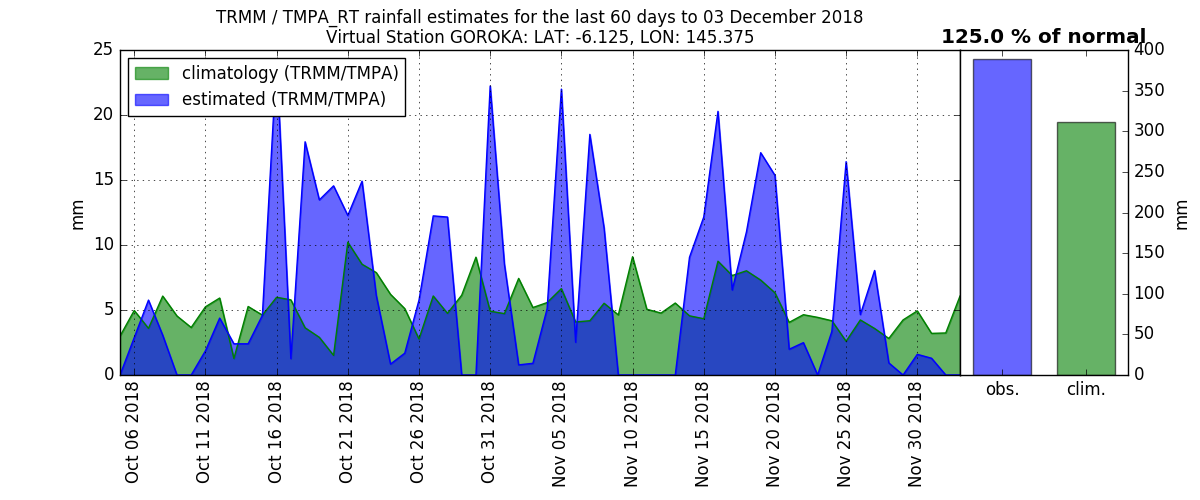 TRMM / TMPA_RT rainfall estimates for the last 60 days to 03 December 2018
Virtual Station GOROKA: LAT: -6.125, LON: 145.375
125.0 % of normal
climatology (TRMM/TMPA)
estimated (TRMM/TMPA)
25
20
15
10
5
0
mm
Oct 06 2018
Oct 11 2018
Oct 16 2018
Oct 21 2018
Oct 26 2018
Oct 31 2018
Nov 05 2018
Nov 10 2018
Nov 15 2018
Nov 20 2018
Nov 25 2018
Nov 30 2018
obs.
clim.
400
350
300
250
200
150
100
50
0
mm